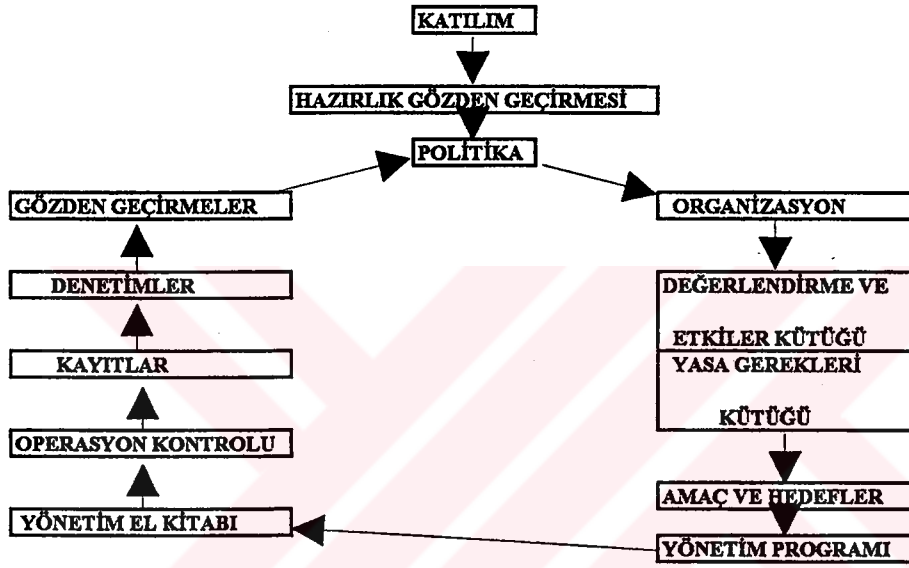 KATILIM
HAZIRLIK GÖZDEN GEÇİRMESİ
POLİTİKA
GÖZDEN GEÇİRMELER
ORGANİZASYON
DENETİMLER
DEĞERLENDİRME VE
ETKİLER KÜTÜĞÜ
KAYITLAR
YASA GEREKLERİ
KÜTÜĞÜ
OPERASYON KONTROLU
AMAÇ VE HEDEFLER
YÖNETİM EL KİTABI
YÖNETİM PROGRAMI